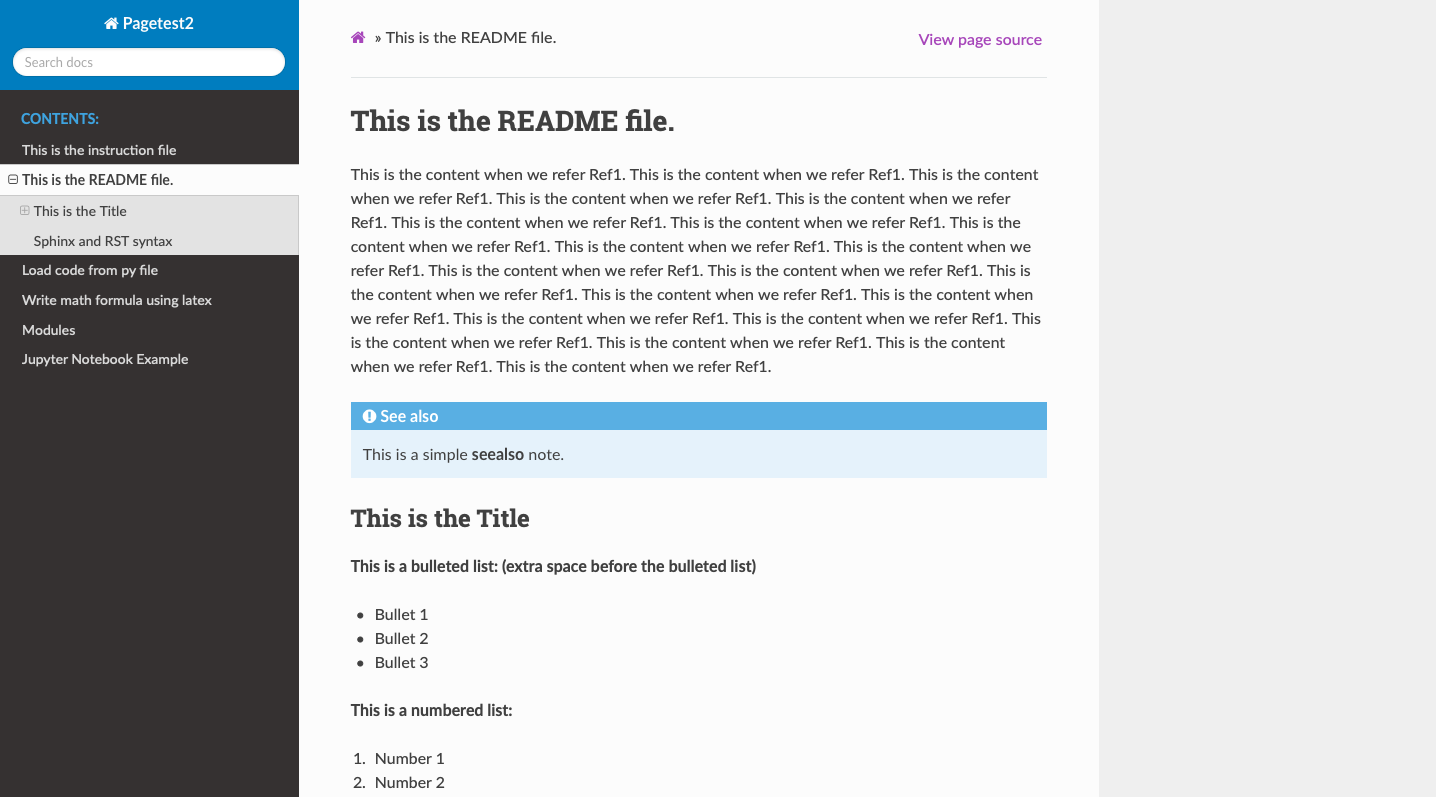 Pagetest2
Search docs
CONTENTS:
This is the instruction file
This is the README file.
This is the Title
Sphinx and RST syntax
Load code from py file
Write math formula using latex
Modules
Jupyter Notebook Example
» This is the README file.
View page source
This is the README file.
This is the content when we refer Ref1. This is the content when we refer Ref1. This is the content
when we refer Ref1. This is the content when we refer Ref1. This is the content when we refer
Ref1. This is the content when we refer Ref1. This is the content when we refer Ref1. This is the
content when we refer Ref1. This is the content when we refer Ref1. This is the content when we
refer Ref1. This is the content when we refer Ref1. This is the content when we refer Ref1. This is
the content when we refer Ref1. This is the content when we refer Ref1. This is the content when
we refer Ref1. This is the content when we refer Ref1. This is the content when we refer Ref1. This
is the content when we refer Ref1. This is the content when we refer Ref1. This is the content
when we refer Ref1. This is the content when we refer Ref1.
See also
This is a simple seealso note.
This is the Title
This is a bulleted list: (extra space before the bulleted list)
• Bullet 1
• Bullet 2
• Bullet 3
This is a numbered list:
1. Number 1
2. Number 2